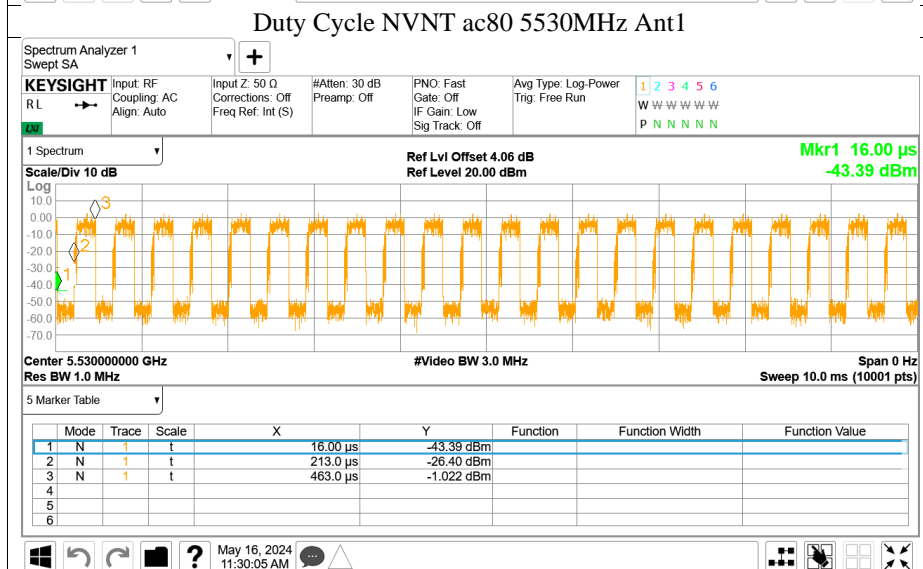 Duty Cycle NVNT ac80 5530MHz Ant1
Spectrum Analyzer 1
Swept SA
+
KEYSIGHT
R L
LXI
Input: RF
Coupling: AC
Align: Auto
Input Z: 50 Ω
Corrections: Off
Freq Ref: Int (S)
#Atten: 30 dB
Preamp: Off
PNO: Fast
Gate: Off
IF Gain: Low
Sig Track: Off
Avg Type: Log-Power
Trig: Free Run
1 2 3 4 5 6
W W W W W W
P N N N N N
1 Spectrum
Scale/Div 10 dB
Ref Lvl Offset 4.06 dB
Ref Level 20.00 dBm
Mkr1 16.00 µs
-43.39 dBm
Log
10.0
0.00
-10.0
-20.0
-30.0
-40.0
-50.0
-60.0
-70.0
3
2
1
Center 5.530000000 GHz
Res BW 1.0 MHz
#Video BW 3.0 MHz
Span 0 Hz
Sweep 10.0 ms (10001 pts)
5 Marker Table
Mode Trace Scale X Y Function Function Width Function Value
1 N 1 t 16.00 µs -43.39 dBm
2 N 1 t 213.0 µs -26.40 dBm
3 N 1 t 463.0 µs -1.022 dBm
4
5
6
?
May 16, 2024
11:30:05 AM